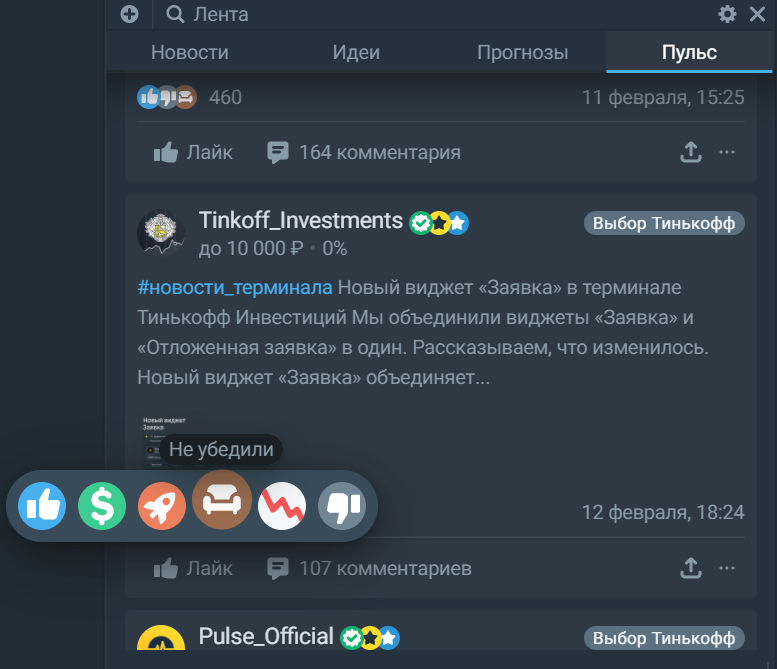 Лента
Новости Идеи Прогнозы Пульс
460 11 февраля, 15:25
Лайк 164 комментария
Tinkoff_Investments Выбор Тинькофф
до 10 000 ₽ • 0%
#новости_терминала Новый виджет «Заявка» в терминале
Тинькофф Инвестиций Мы объединили виджеты «Заявка» и
«Отложенная заявка» в один. Рассказываем, что изменилось.
Новый виджет «Заявка» объединяет...
Новый виджет
Заявка
Не убедили
12 февраля, 18:24
Лайк 107 комментариев
Pulse_Official Выбор Тинькофф